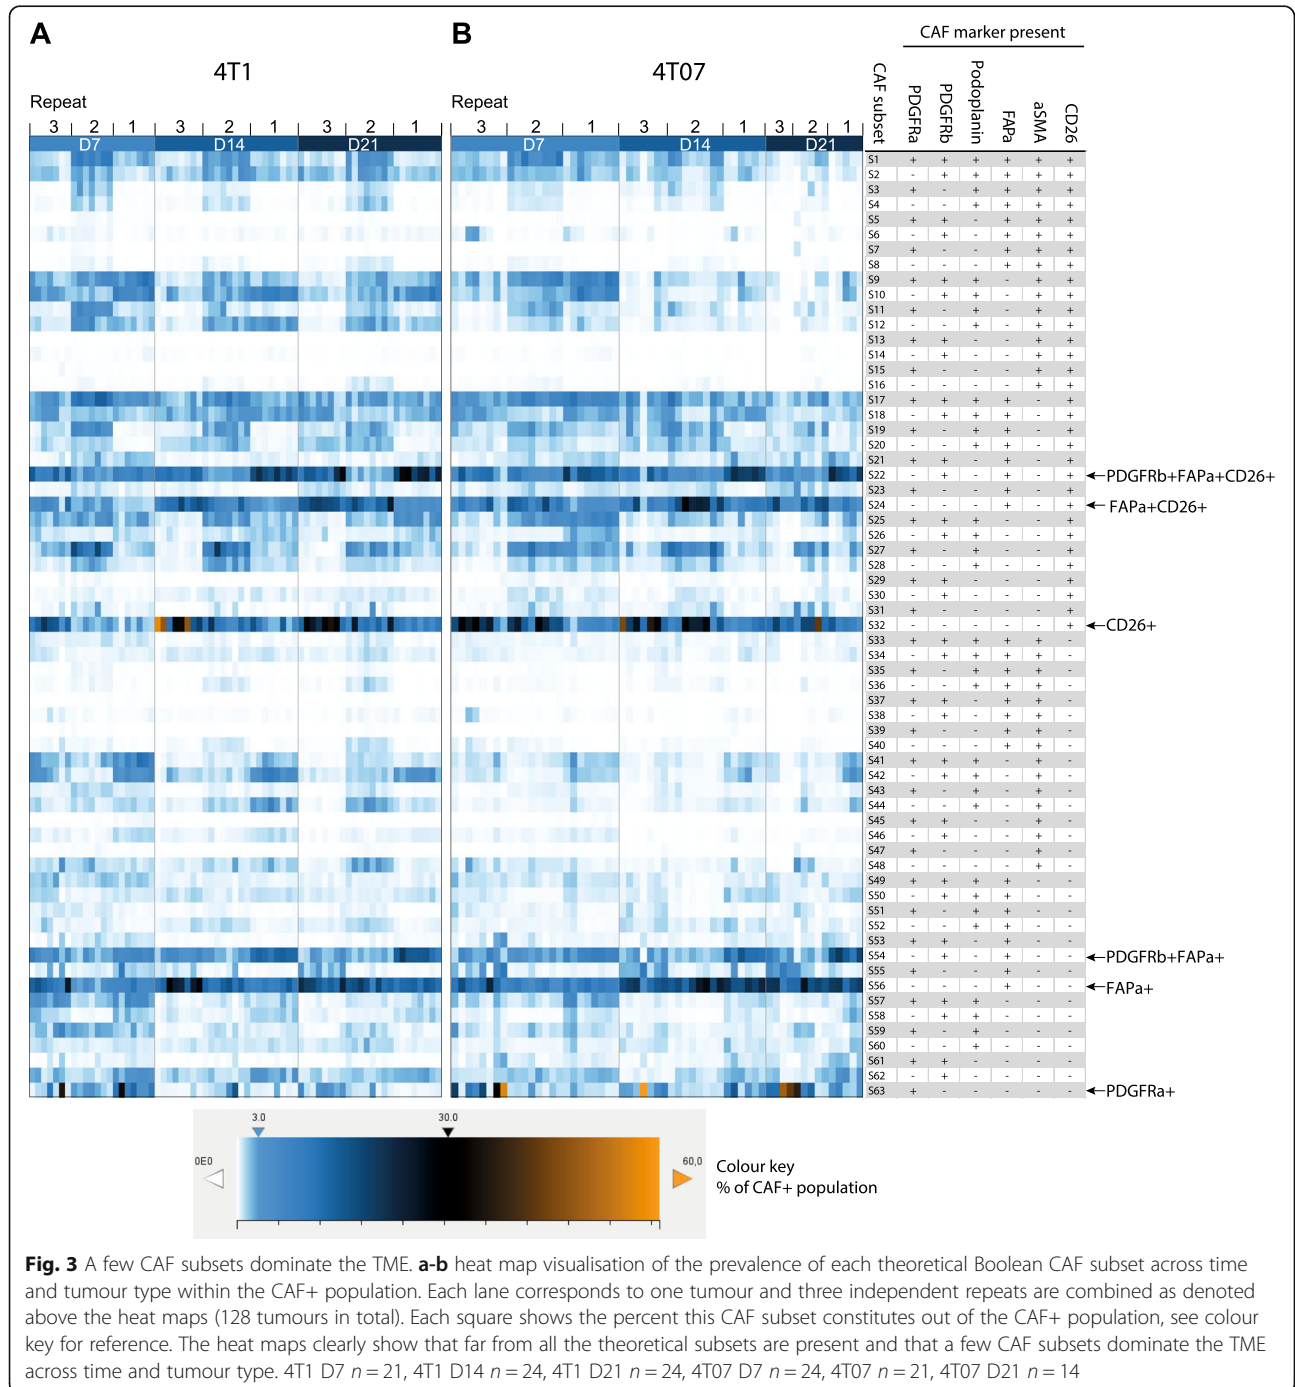 A
B
CAF marker present
4T1
4T07
CAF subset
PDGFRa
PDGFRb
Podoplanin
FAPa
aSMA
CD26
Repeat
Repeat
3 2 1 3 2 1 3 2 1
3 2 1 3 2 1 3 2 1
D7 D14 D21
D7 D14 D21
S1 + + + + + +
S2 - + + + + +
S3 + - + + + +
S4 - - + + + +
S5 + + - + + +
S6 - + - + + +
S7 + - - + + +
S8 - - - + + +
S9 + + + - + +
S10 - + + - + +
S11 + - + - + +
S12 - - + - + +
S13 + + - - + +
S14 - + - - + +
S15 + - - - + +
S16 - - - - + +
S17 + + + + - +
S18 - + + + - +
S19 + - + + - +
S20 - - + + - +
S21 + + - + - +
S22 - + - + - + PDGFRb+FAPa+CD26+
S23 + - - + - +
S24 - - - + - + FAPa+CD26+
S25 + + + - - +
S26 - + + - - +
S27 + - + - - +
S28 - - + - - +
S29 + + - - - +
S30 - + - - - +
S31 + - - - - +
S32 - - - - - + CD26+
S33 + + + + + -
S34 - + + + + -
S35 + - + + + -
S36 - - + + + -
S37 + + - + + -
S38 - + - + + -
S39 + - - + + -
S40 - - - + + -
S41 + + + - + -
S42 - + + - + -
S43 + - + - + -
S44 - - + - + -
S45 + + - - + -
S46 - + - - + -
S47 + - - - + -
S48 - - - - + -
S49 + + + + - -
S50 - + + + - -
S51 + - + + - -
S52 - - + + - -
S53 + + - + - -
S54 - + - + - - PDGFRb+FAPa+
S55 + - - + - -
S56 - - - + - - FAPa+
S57 + + + - - -
S58 - + + - - -
S59 + - + - - -
S60 - - + - - -
S61 + + - - - -
S62 - + - - - -
S63 + - - - - - PDGFRa+
3.0 30.0
0E0 60,0
Colour key
% of CAF+ population
Fig. 3 A few CAF subsets dominate the TME. a-b heat map visualisation of the prevalence of each theoretical Boolean CAF subset across time
and tumour type within the CAF+ population. Each lane corresponds to one tumour and three independent repeats are combined as denoted
above the heat maps (128 tumours in total). Each square shows the percent this CAF subset constitutes out of the CAF+ population, see colour
key for reference. The heat maps clearly show that far from all the theoretical subsets are present and that a few CAF subsets dominate the TME
across time and tumour type. 4T1 D7 n = 21, 4T1 D14 n = 24, 4T1 D21 n = 24, 4T07 D7 n = 24, 4T07 n = 21, 4T07 D21 n = 14